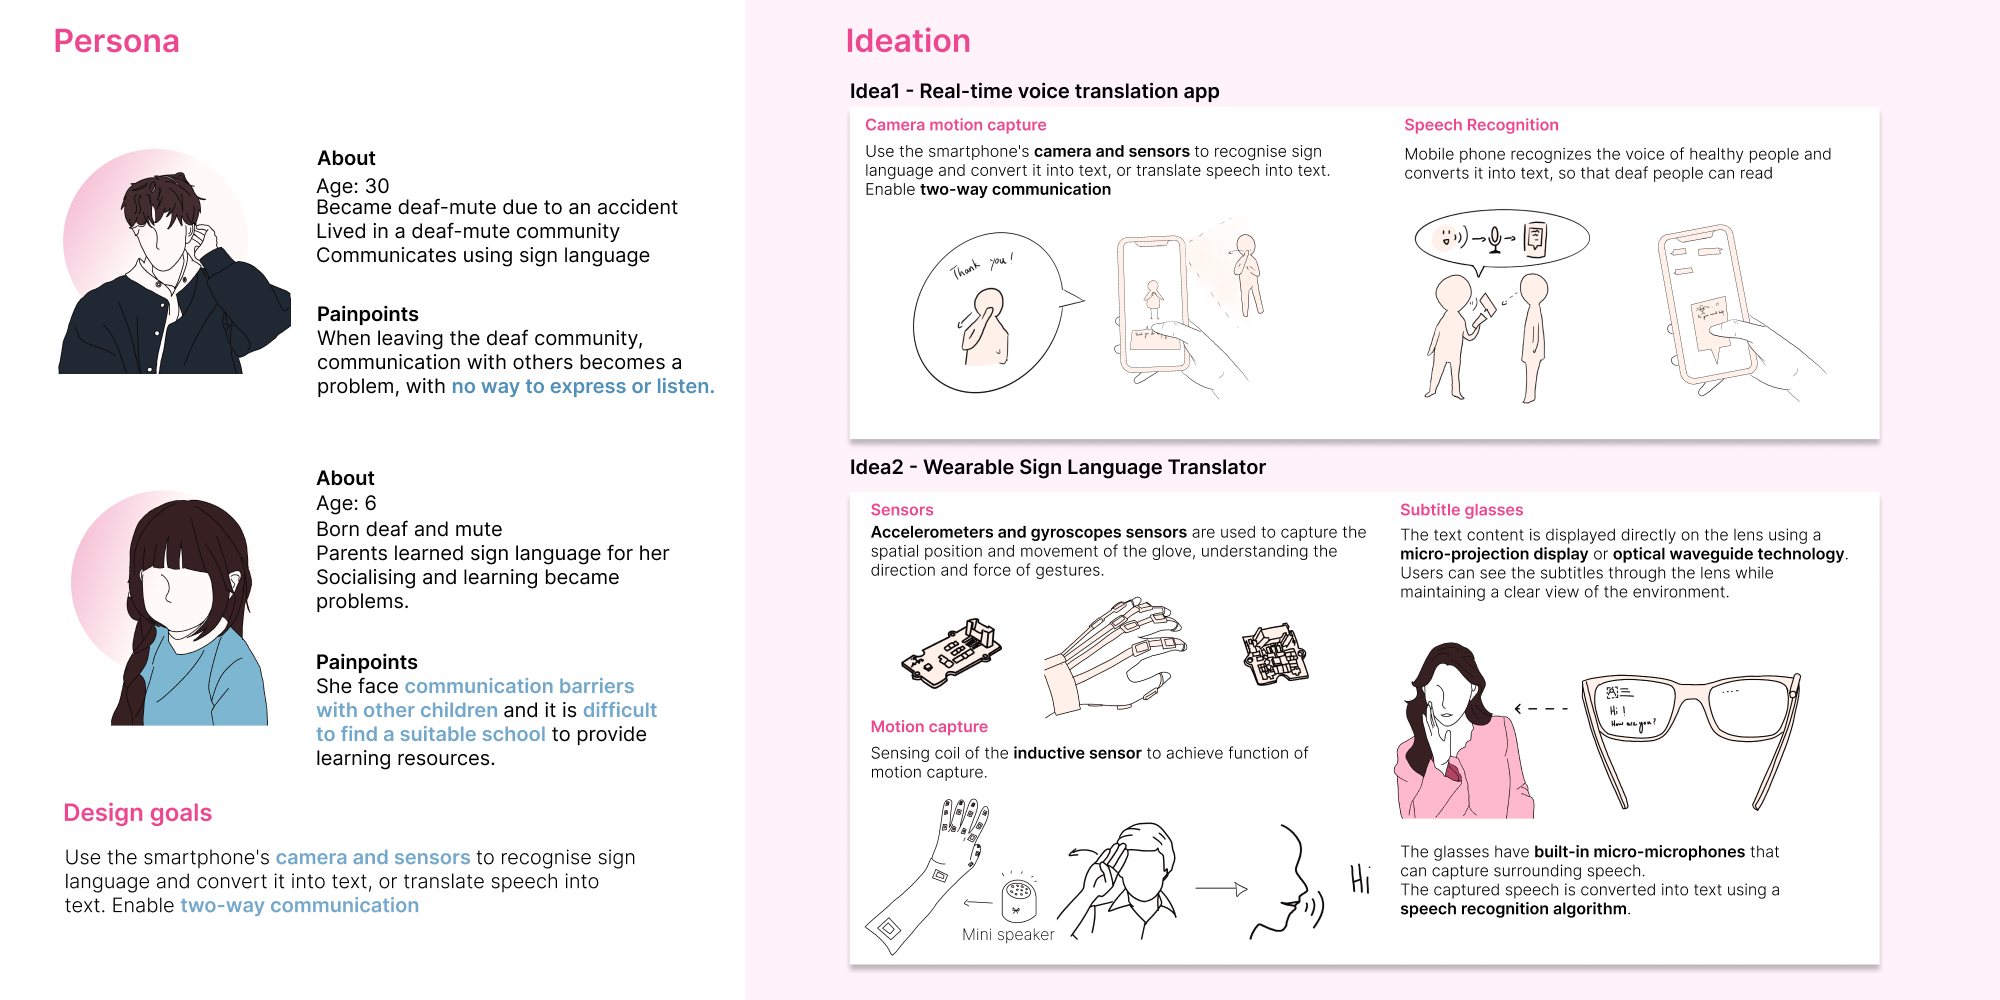 Persona
About
Age: 30
Became deaf-mute due to an accident
Lived in a deaf-mute community
Communicates using sign language
Painpoints
When leaving the deaf community,
communication with others becomes a
problem, with no way to express or listen.
About
Age: 6
Born deaf and mute
Parents learned sign language for her
Socialising and learning became
problems.
Painpoints
She face communication barriers
with other children and it is difficult
to find a suitable school to provide
learning resources.
Design goals
Use the smartphone's camera and sensors to recognise sign
language and convert it into text, or translate speech into
text. Enable two-way communication
Ideation
Idea1 - Real-time voice translation app
Camera motion capture
Use the smartphone's camera and sensors to recognise sign
language and convert it into text, or translate speech into text.
Enable two-way communication
Thank you!
Speech Recognition
Mobile phone recognizes the voice of healthy people and
converts it into text, so that deaf people can read
Idea2 - Wearable Sign Language Translator
Sensors
Accelerometers and gyroscopes sensors are used to capture the
spatial position and movement of the glove, understanding the
direction and force of gestures.
Motion capture
Sensing coil of the inductive sensor to achieve function of
motion capture.
Mini speaker
Hi
Subtitle glasses
The text content is displayed directly on the lens using a
micro-projection display or optical waveguide technology.
Users can see the subtitles through the lens while
maintaining a clear view of the environment.
Hi!
How are you?
The glasses have built-in micro-microphones that
can capture surrounding speech.
The captured speech is converted into text using a
speech recognition algorithm.